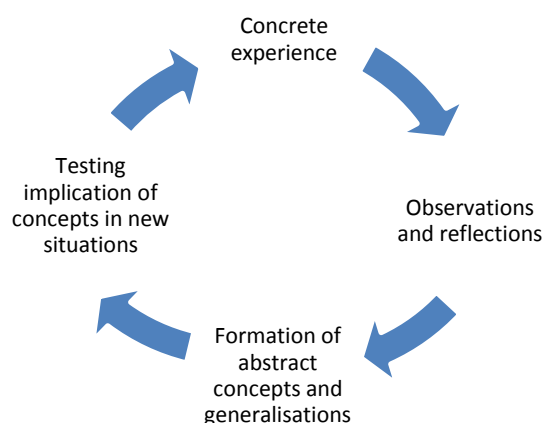 Concrete
experience
Observations
and reflections
Formation of
abstract
concepts and
generalisations
Testing
implication of
concepts in new
situations